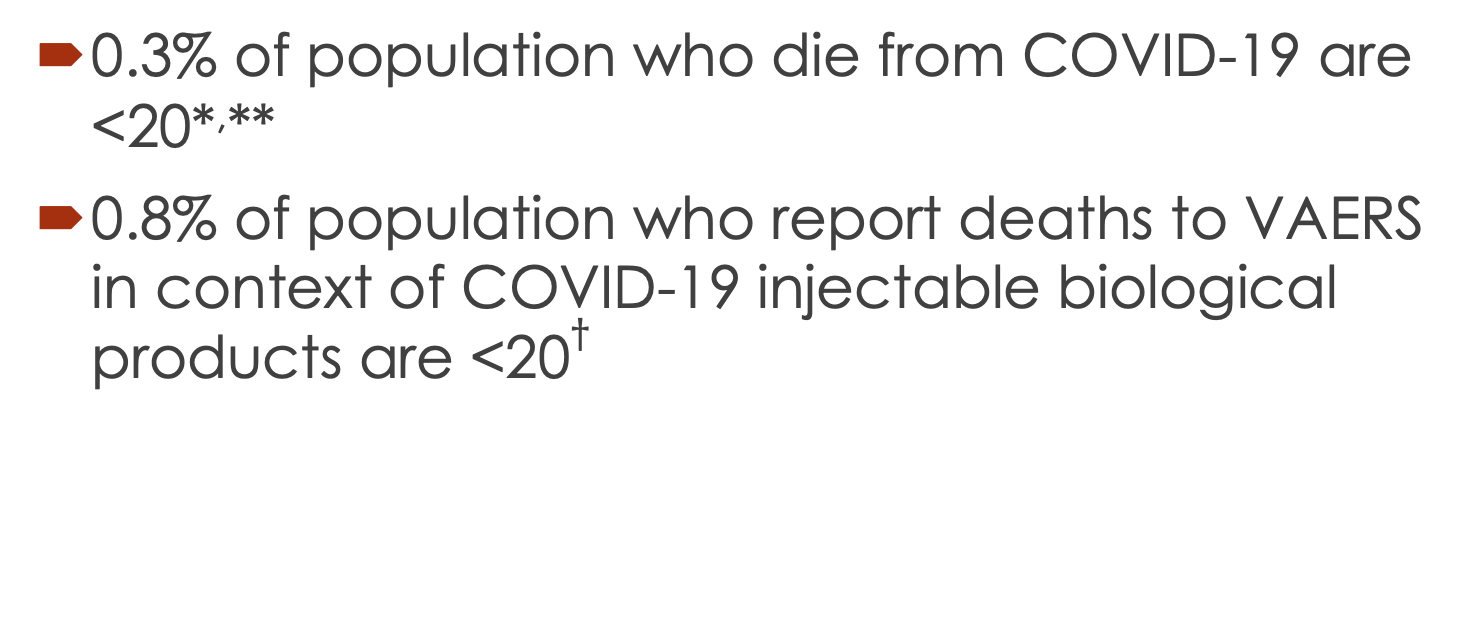 0.3% of population who die from COVID-19 are
<20*,**
0.8% of population who report deaths to VAERS
in context of COVID-19 injectable biological
products are <20†